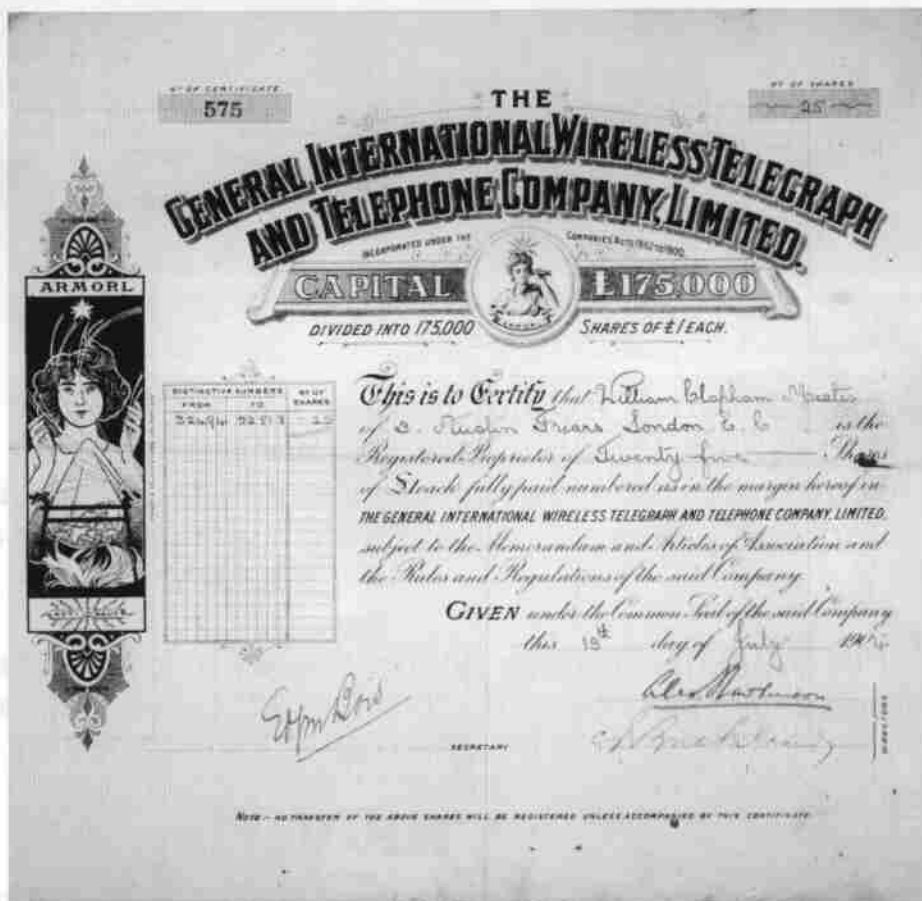 No OF CERTIFICATE
575
No OF SHARES
25
THE
GENERAL INTERNATIONAL WIRELESS TELEGRAPH
AND TELEPHONE COMPANY, LIMITED.
INCORPORATED UNDER THE COMPANIES ACTS 1862 TO 1900
CAPITAL £175,000
DIVIDED INTO 175,000 SHARES OF £1 EACH.
ARMORL
DISTINCTIVE NUMBERS No OF
FROM TO SHARES
25
This is to Certify that William Clapham
of Austin Friars London E.C is the
Registered Proprietor of Twenty five Shares
of Stoack fully paid numbered as on the margin hereof in
THE GENERAL INTERNATIONAL WIRELESS TELEGRAPH AND TELEPHONE COMPANY, LIMITED,
subject to the Memorandum and Articles of Association and
the Rules and Regulations of the said Company.
GIVEN under the Common Seal of the said Company
this day of July 190
SECRETARY
DIRECTORS
NOTE:- NO TRANSFER OF THE ABOVE SHARES WILL BE REGISTERED UNLESS ACCOMPANIED BY THIS CERTIFICATE